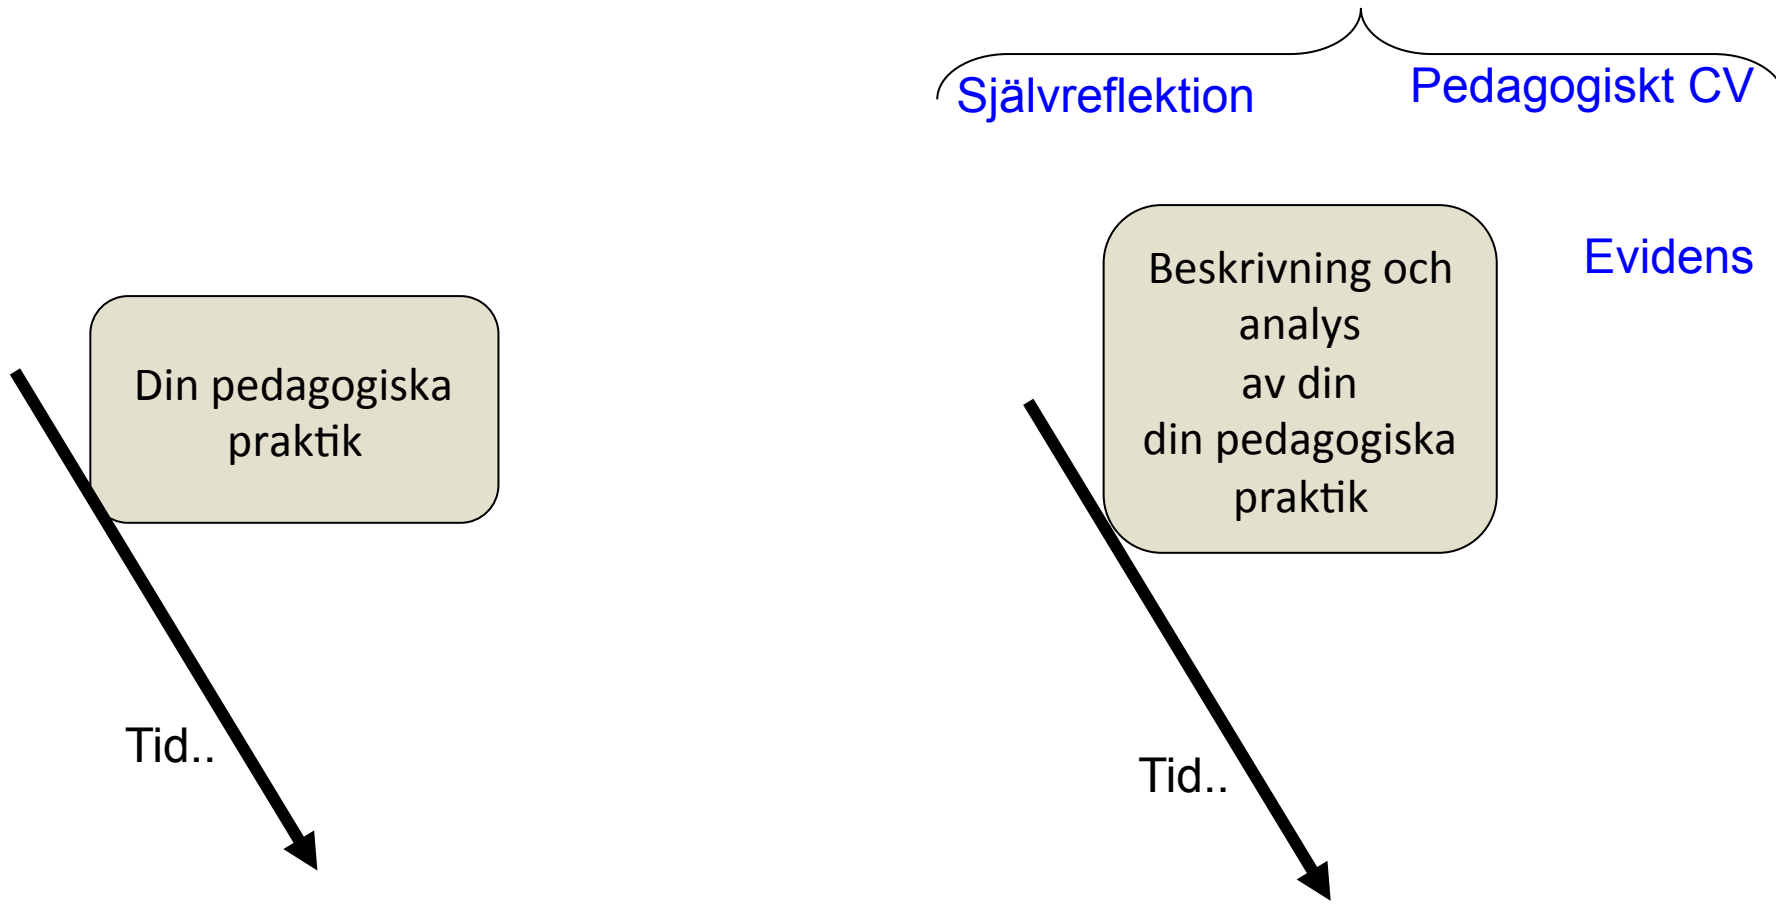 Självreflektion
Pedagogiskt CV
Din pedagogiska
praktik
Tid..
Beskrivning och
analys
av din
din pedagogiska
praktik
Evidens
Tid..